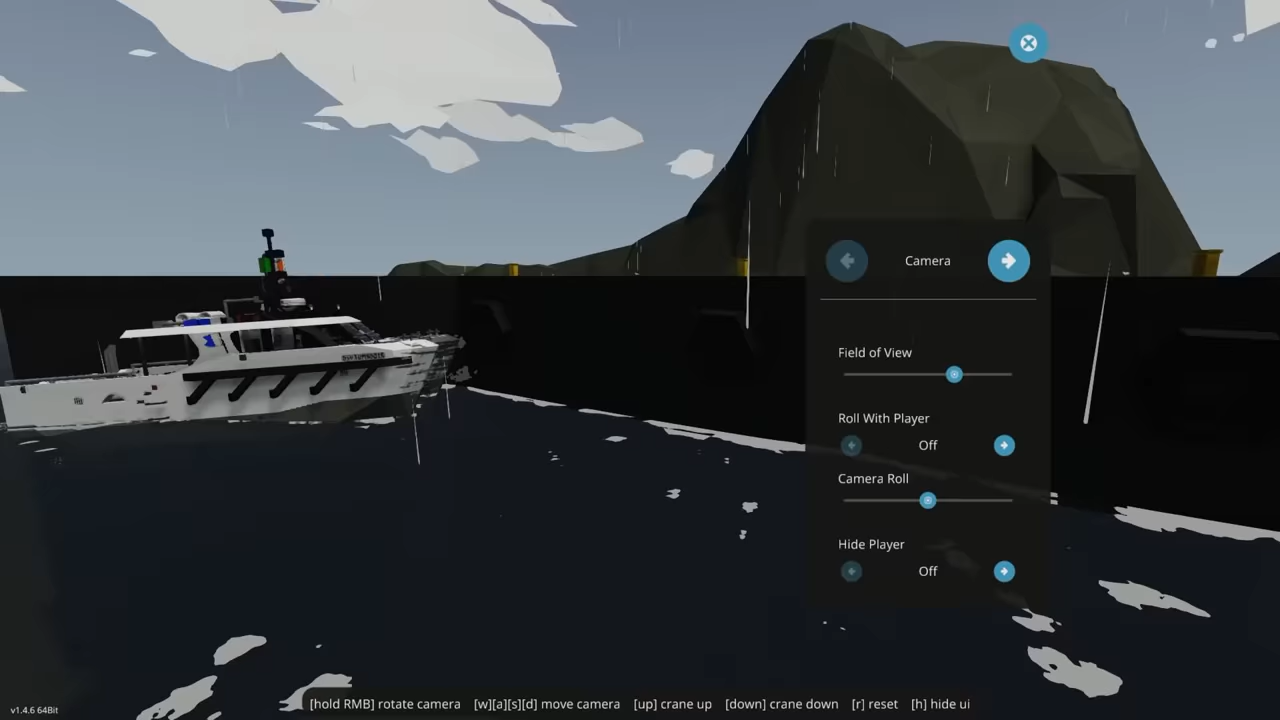 Camera
Field of View
Roll With Player
Off
Camera Roll
Hide Player
Off
[hold RMB] rotate camera [w][a][s][d] move camera [up] crane up [down] crane down [r] reset [h] hide ui
v1.4.6 64Bit